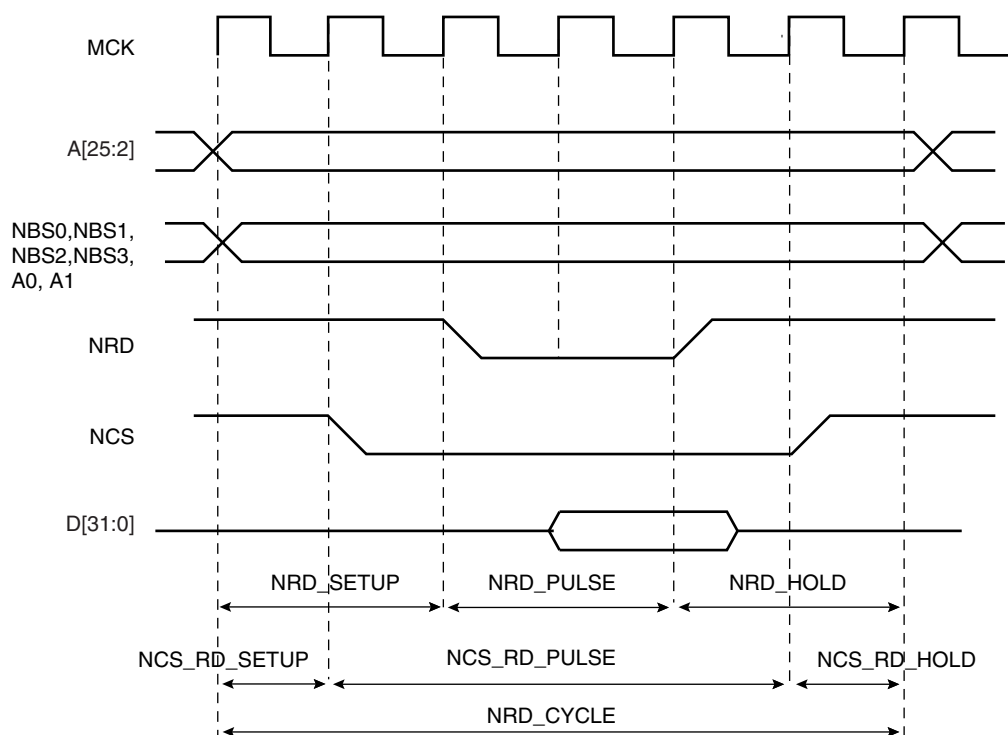 MCK
A[25:2]
NBS0,NBS1,
NBS2,NBS3,
A0, A1
NRD
NCS
D[31:0]
NRD_SETUP NRD_PULSE NRD_HOLD
NCS_RD_SETUP NCS_RD_PULSE NCS_RD_HOLD
NRD_CYCLE